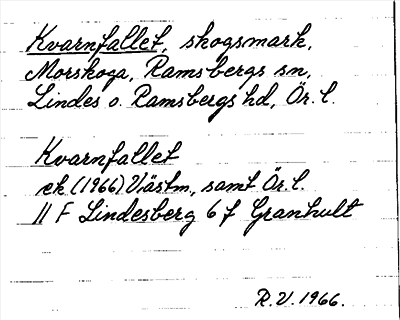 Kvarnfallet, skogsmark,
Morskoga, Ramsbergs sn,
Lindes o. Ramsbergs hd, Ör. l.
Kvarnfallet
ek (1966) Västm., samt Ör. l.
11 F Lindesberg 6 f Granhult
R.V. 1966.